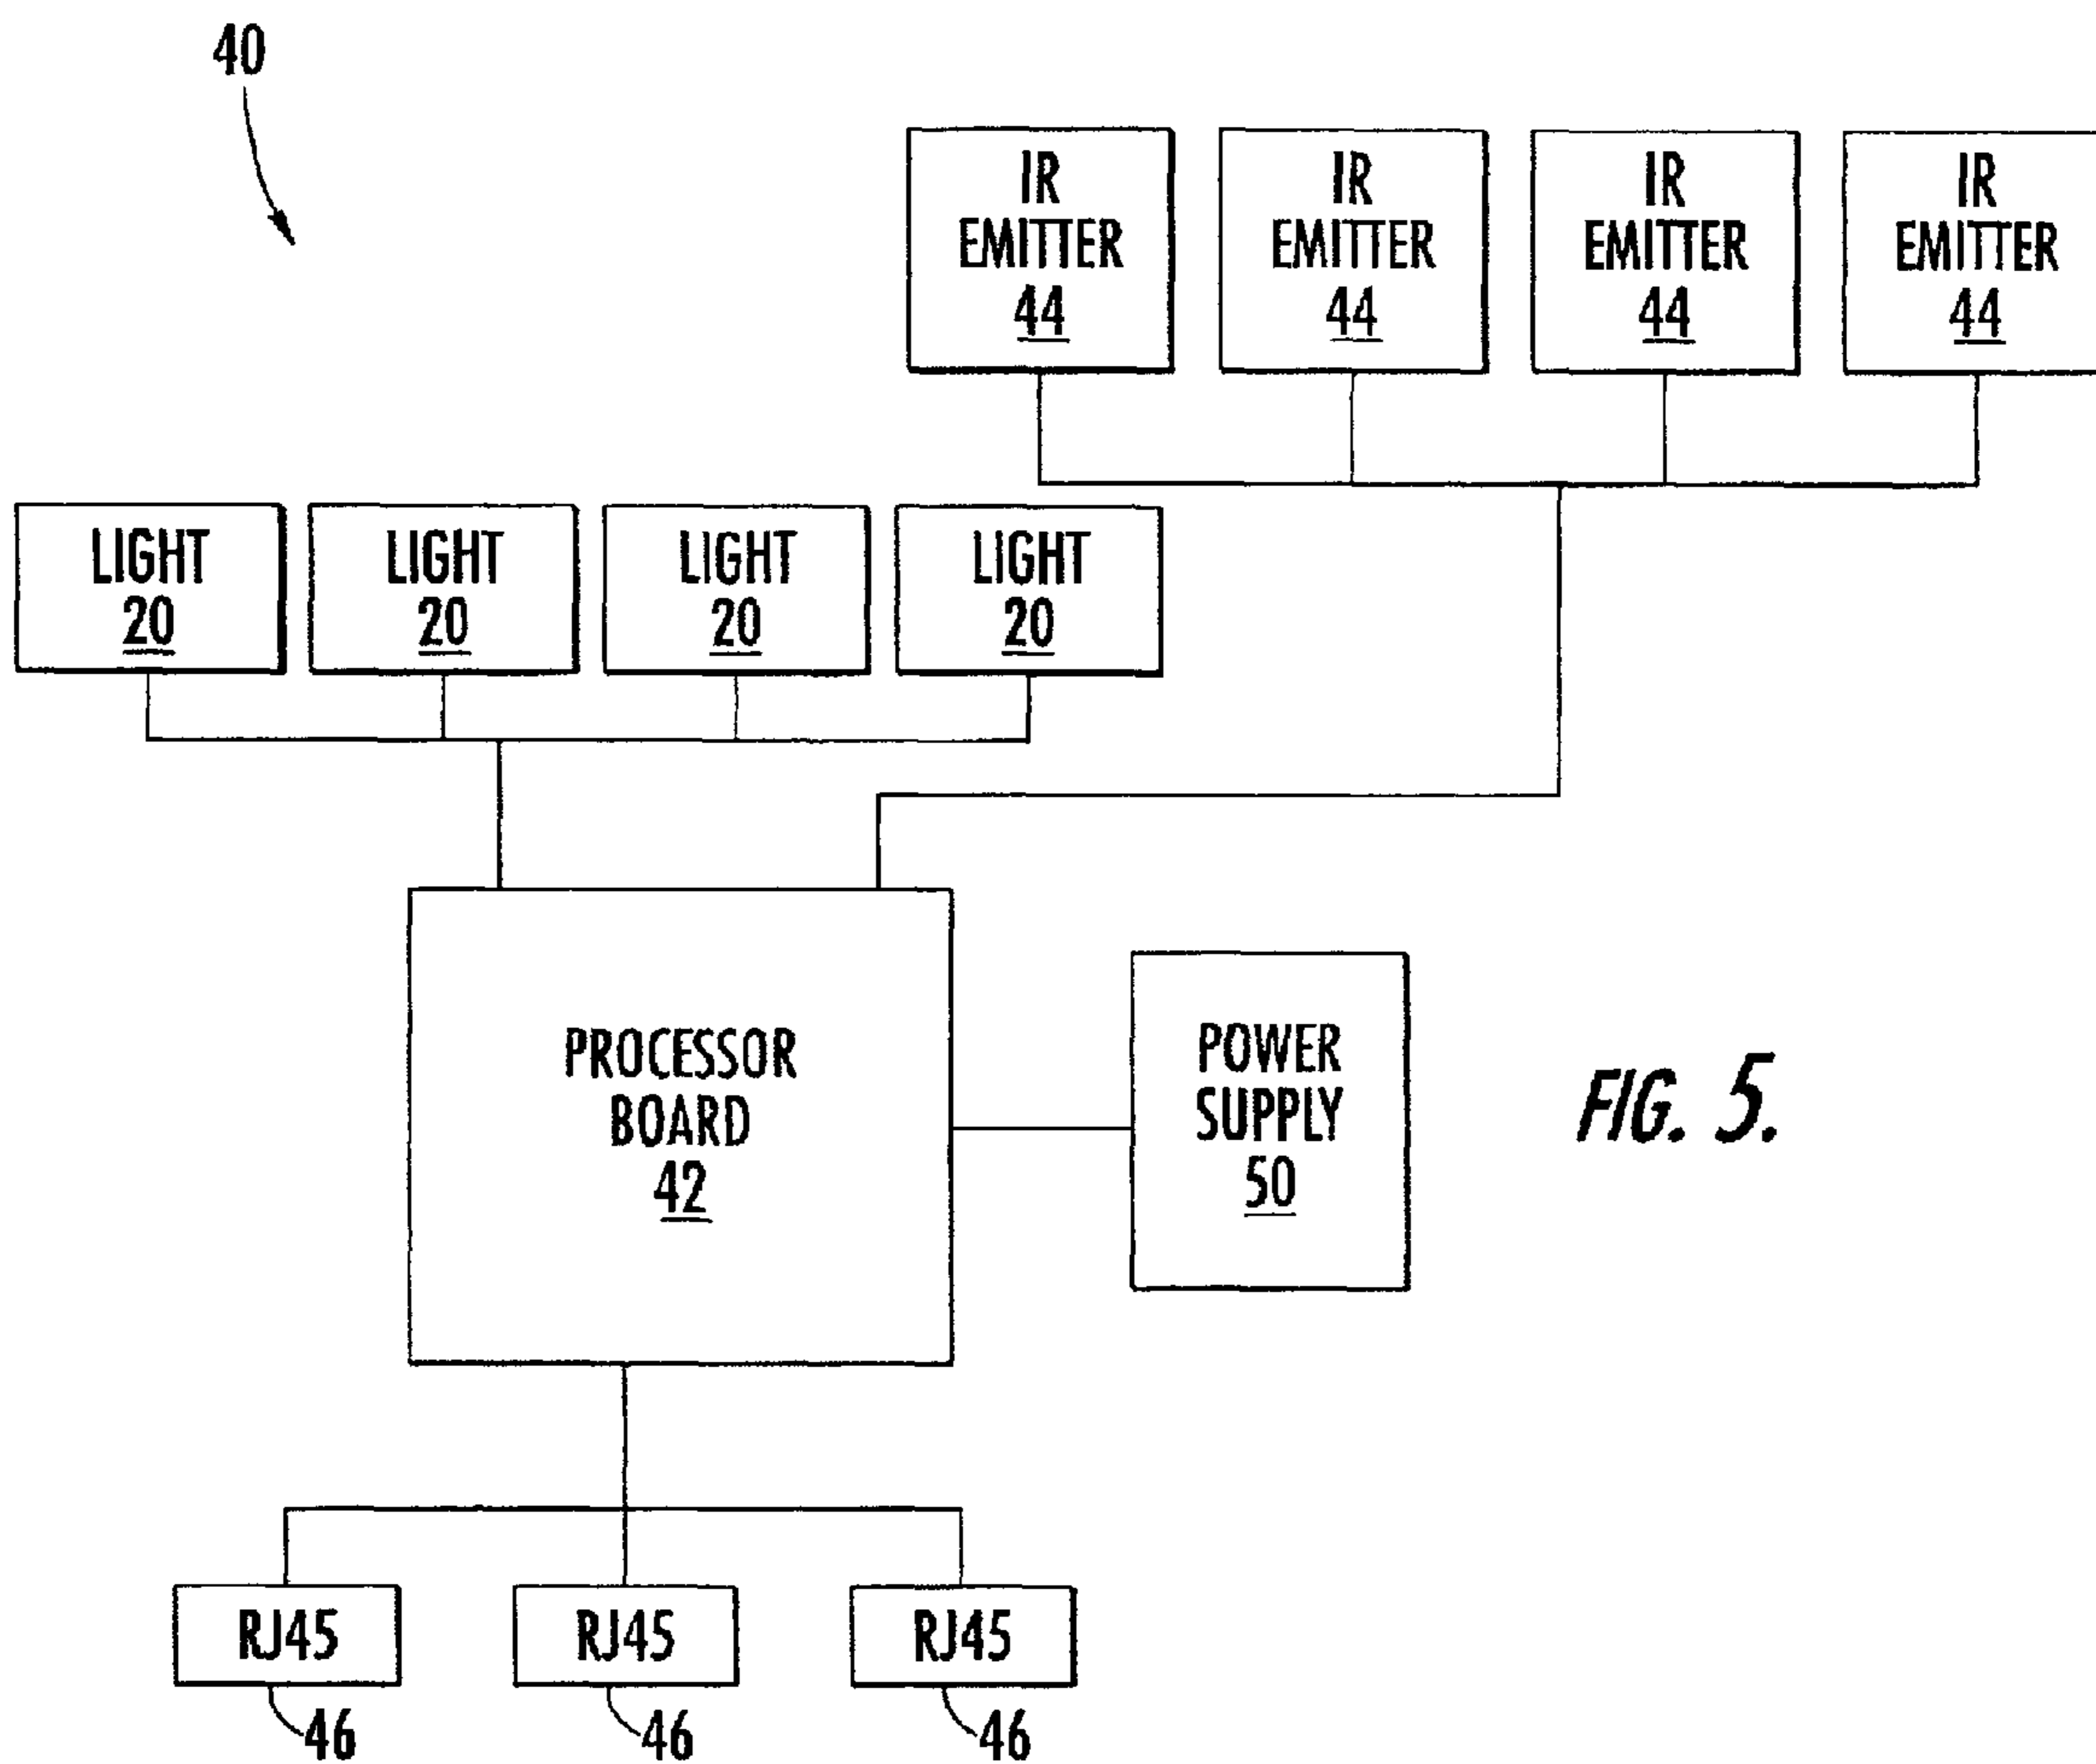 40
IR
EMITTER
44
IR
EMITTER
44
IR
EMITTER
44
IR
EMITTER
44
LIGHT
20
LIGHT
20
LIGHT
20
LIGHT
20
PROCESSOR
BOARD
42
POWER
SUPPLY
50
FIG. 5.
RJ45
46
RJ45
46
RJ45
46